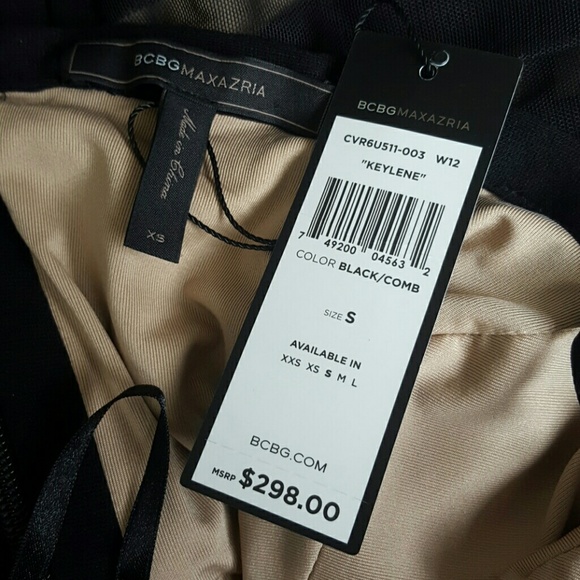 BCBGMAXAZRIA
Made in China
XS
BCBGMAXAZRIA
CVR6U511-003 W12
"KEYLENE"
7 49200 04563 2
COLOR BLACK/COMB
SIZE S
AVAILABLE IN
XXS XS S M L
BCBG.COM
MSRP $298.00